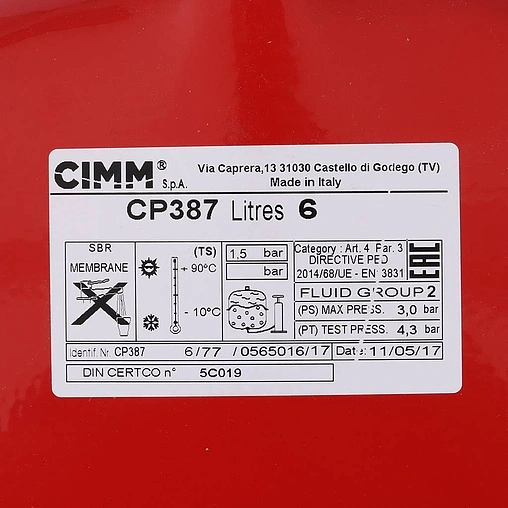 CIMM® S.p.A. Via Caprera,13 31030 Castello di Godego (TV)
Made in Italy
CP387 Litres 6
SBR
MEMBRANE
(TS)
+ 90°C
- 10°C
1,5 bar
bar
Category : Art. 4 Par. 3
DIRECTIVE PED
2014/68/UE - EN 13831
EAC
FLUID GROUP 2
(PS) MAX PRESS. 3,0 bar
(PT) TEST PRESS. 4,3 bar
Identif. Nr. CP387 6/77 / 0565016/17 Date: 11/05/17
DIN CERTCO n° 5C019